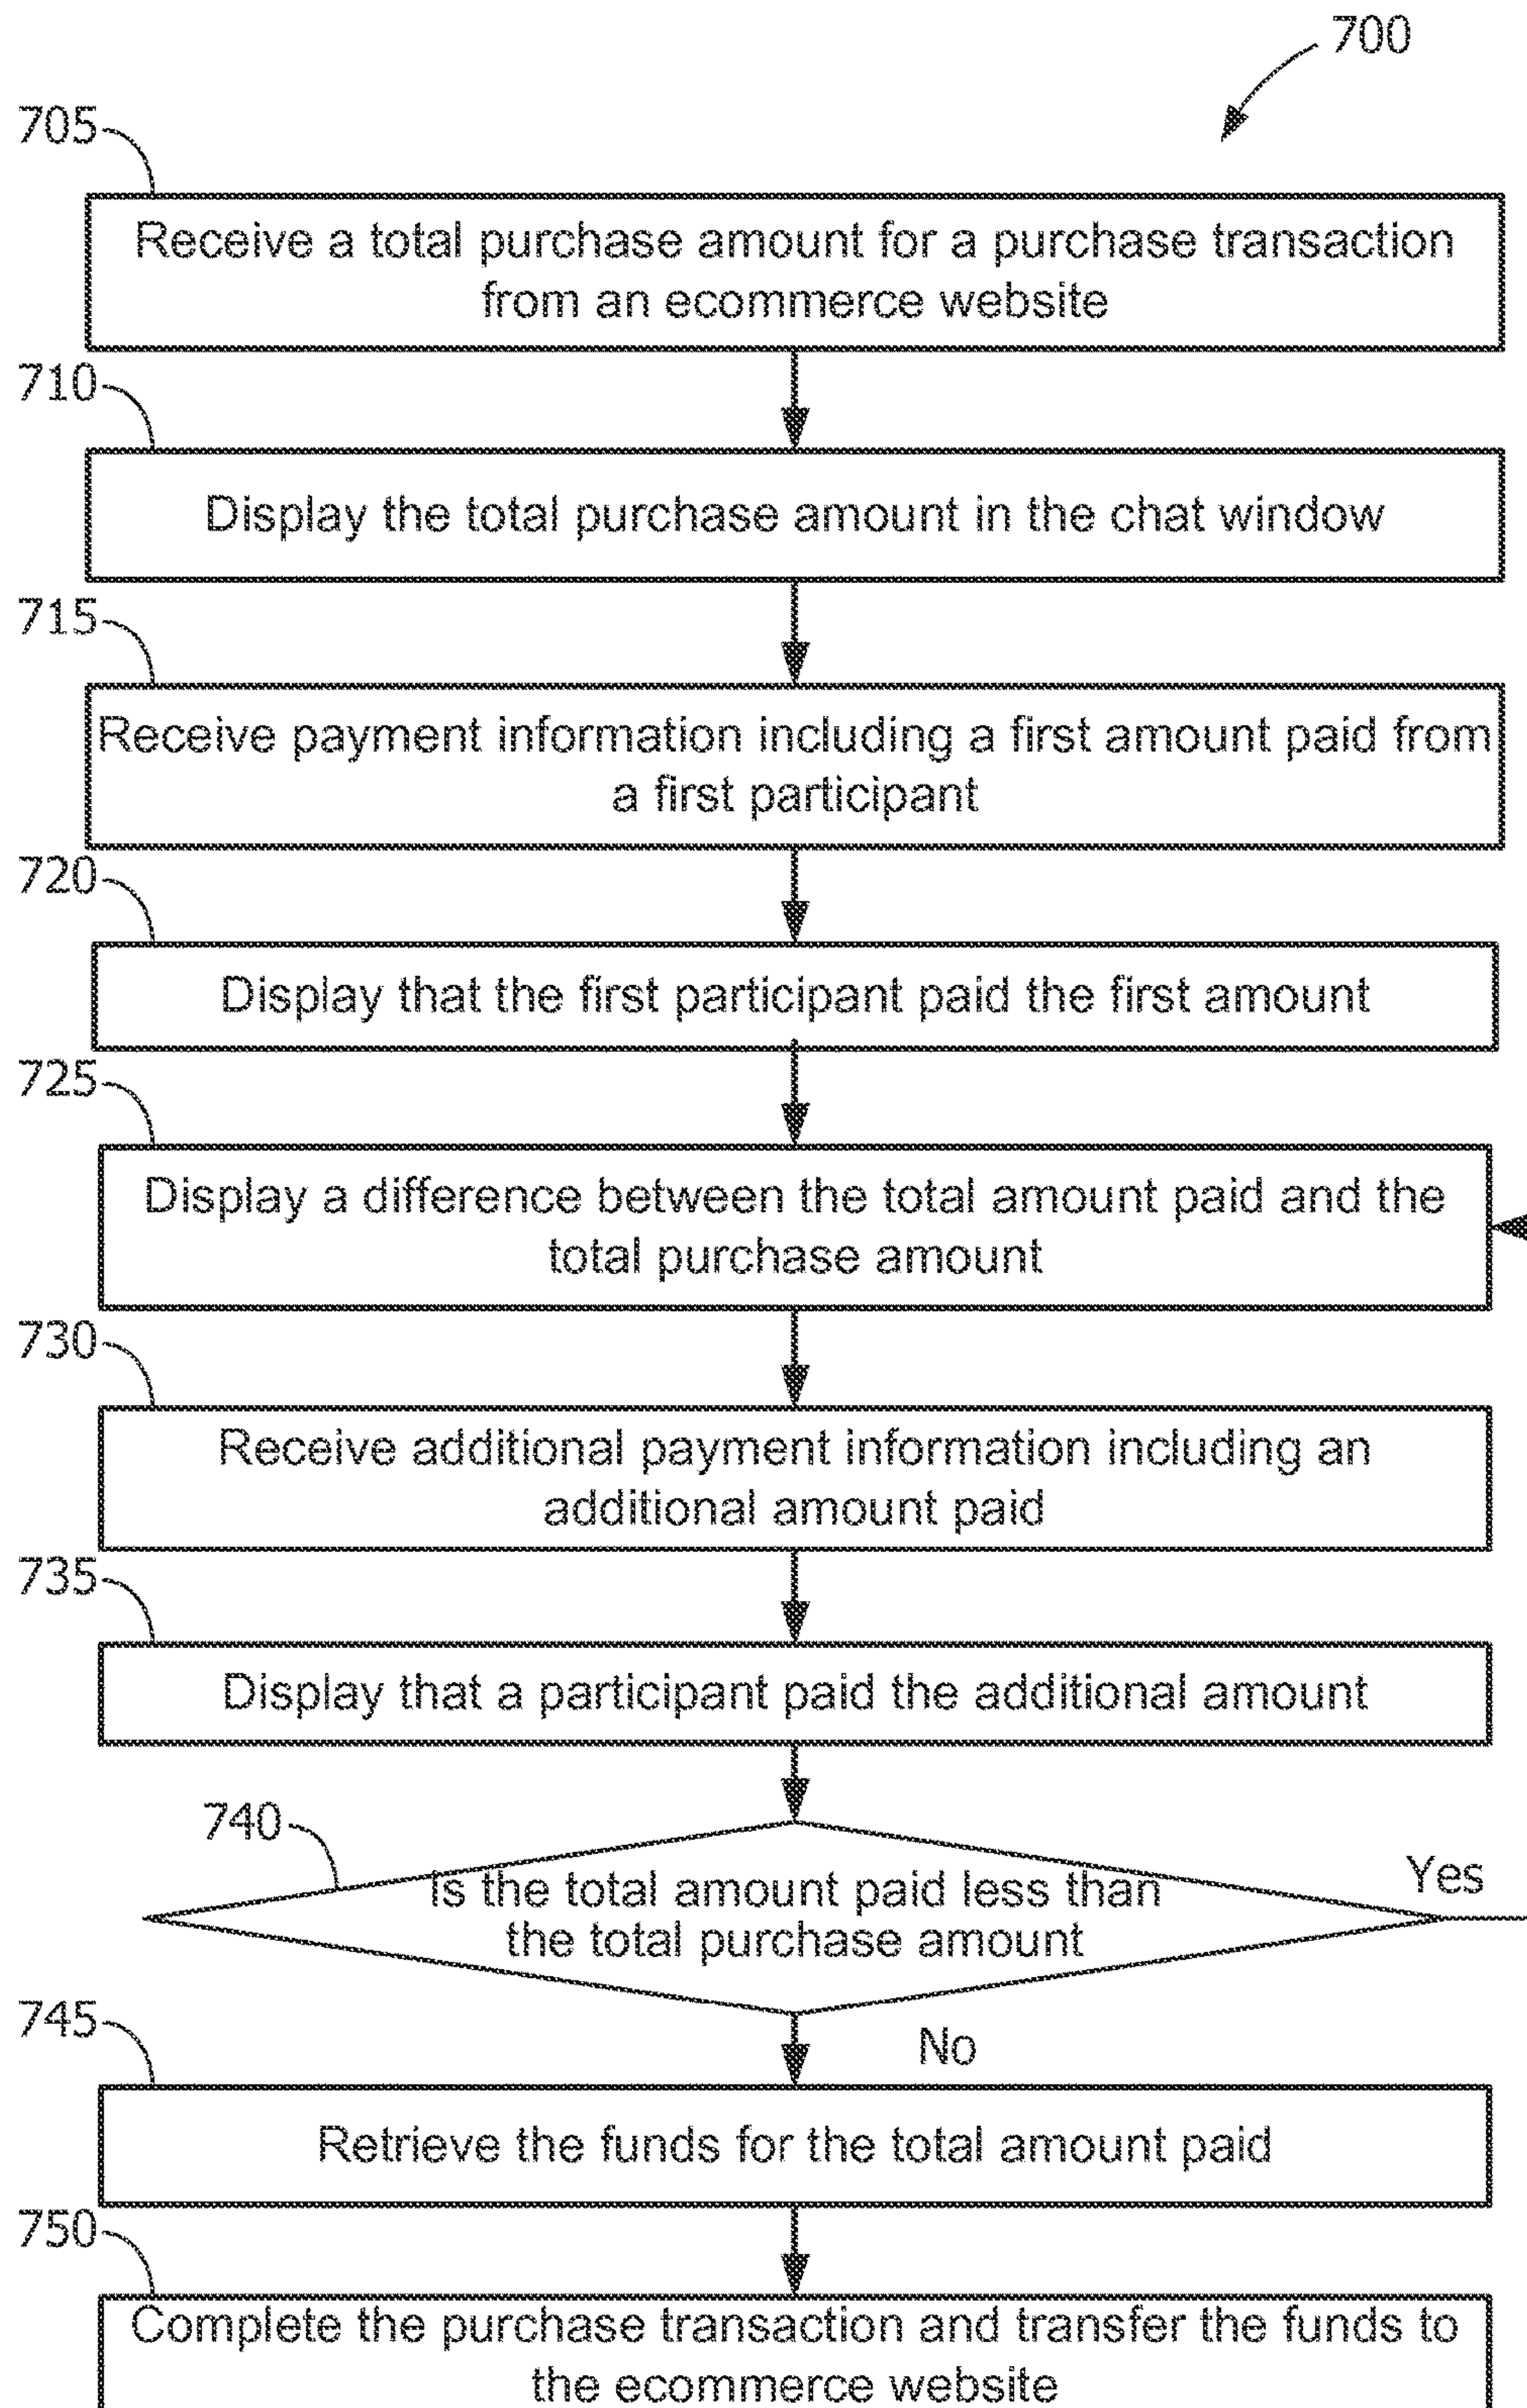 700
705
Receive a total purchase amount for a purchase transaction
from an ecommerce website
710
Display the total purchase amount in the chat window
715
Receive payment information including a first amount paid from
a first participant
720
Display that the first participant paid the first amount
725
Display a difference between the total amount paid and the
total purchase amount
730
Receive additional payment information including an
additional amount paid
735
Display that a participant paid the additional amount
740
Is the total amount paid less than
the total purchase amount
Yes
No
745
Retrieve the funds for the total amount paid
750
Complete the purchase transaction and transfer the funds to
the ecommerce website